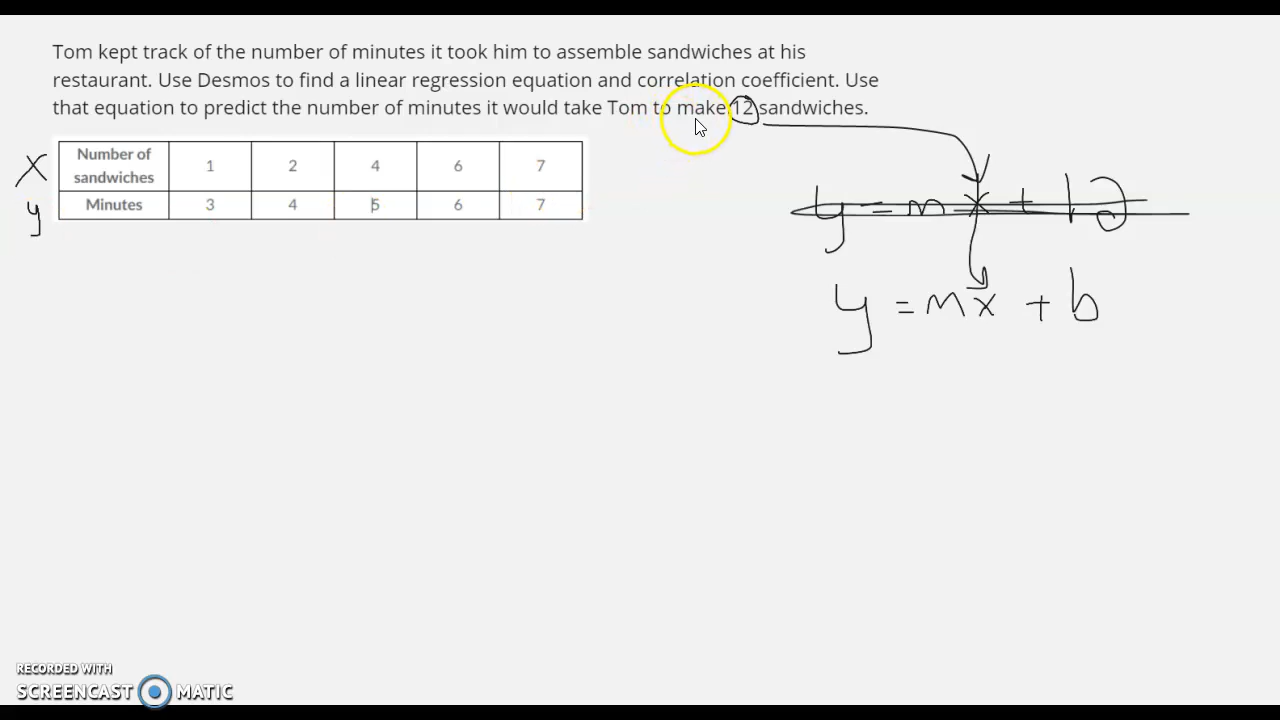 Tom kept track of the number of minutes it took him to assemble sandwiches at his
restaurant. Use Desmos to find a linear regression equation and correlation coefficient. Use
that equation to predict the number of minutes it would take Tom to make 12 sandwiches.
x Number of sandwiches 1 2 4 6 7
y Minutes 3 4 5 6 7
y = mx + b
RECORDED WITH
SCREENCAST MATIC